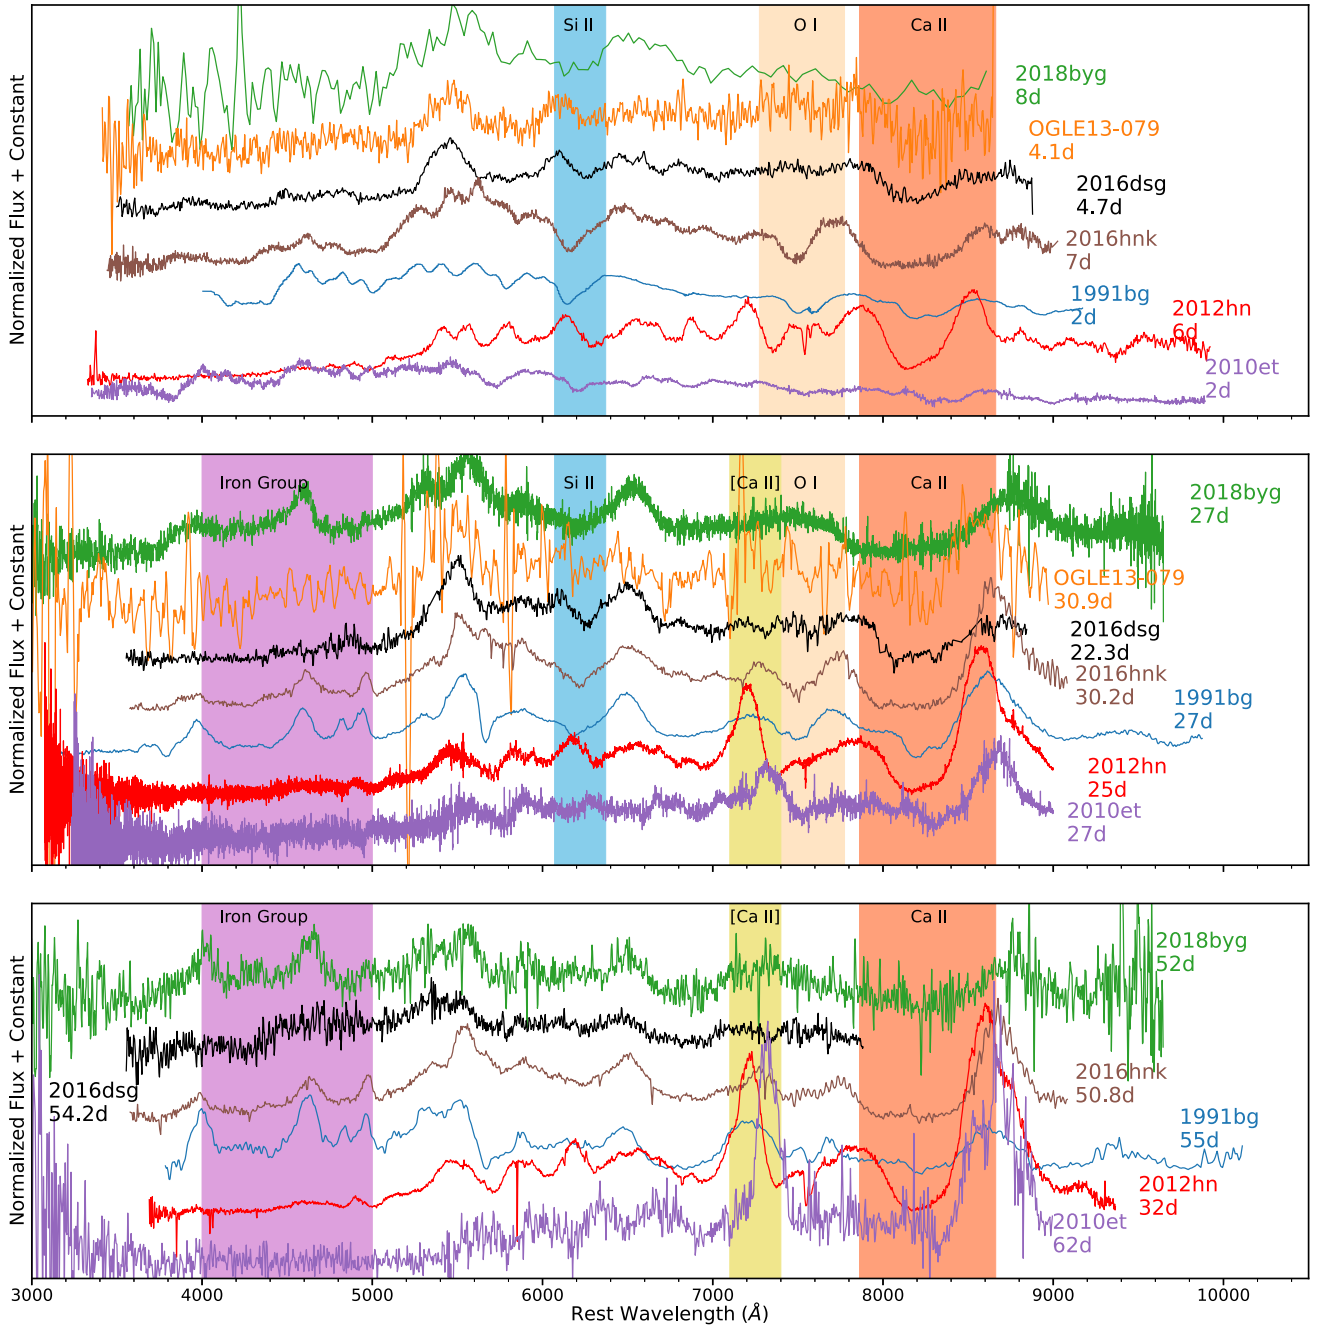 Si II
O I
Ca II
2018byg
8d
OGLE13-079
4.1d
2016dsg
4.7d
2016hnk
7d
1991bg
2d
2012hn
6d
2010et
2d
Normalized Flux + Constant
Iron Group
Si II
[Ca II]
O I
Ca II
2018byg
27d
OGLE13-079
30.9d
2016dsg
22.3d
2016hnk
30.2d
1991bg
27d
2012hn
25d
2010et
27d
Normalized Flux + Constant
Iron Group
[Ca II]
Ca II
2018byg
52d
2016dsg
54.2d
2016hnk
50.8d
1991bg
55d
2012hn
32d
2010et
62d
Normalized Flux + Constant
3000 4000 5000 6000 7000 8000 9000 10000
Rest Wavelength (Å)